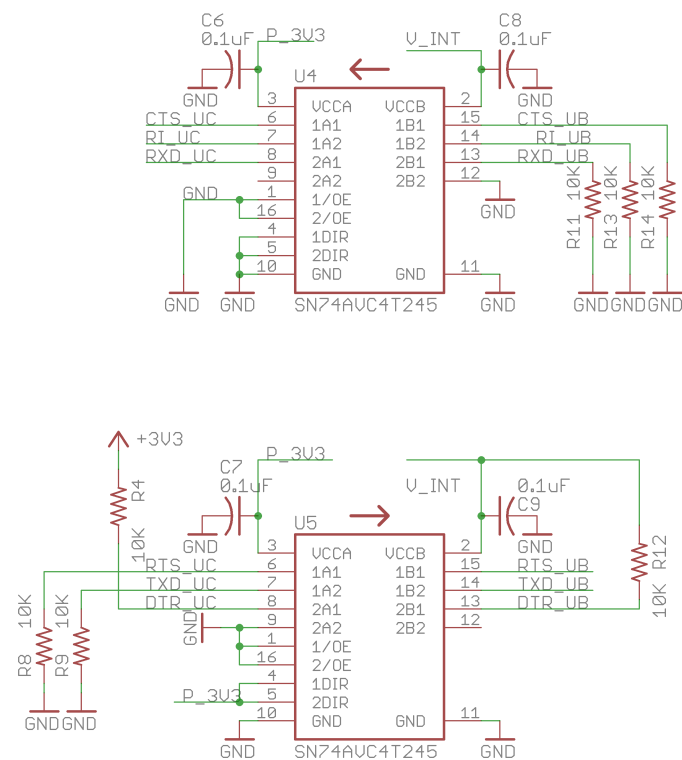 C6
0.1uF
P_3V3
V_INT
C8
0.1uF
GND
U4
GND
3 VCCA VCCB 2
CTS_UC 6 1A1 1B1 15 CTS_UB
RI_UC 7 1A2 1B2 14 RI_UB
RXD_UC 8 2A1 2B1 13 RXD_UB
9 2A2 2B2 12
GND 1 1/OE
16 2/OE
GND
4 1DIR
5 2DIR
10 GND GND 11
R11 10K
R13 10K
R14 10K
GND GND GND GND GND GND
SN74AVC4T245
+3V3
R4
10K
C7
0.1uF
P_3V3
V_INT
0.1uF
C9
GND
U5
GND
R12
10K
3 VCCA VCCB 2
RTS_UC 6 1A1 1B1 15 RTS_UB
TXD_UC 7 1A2 1B2 14 TXD_UB
DTR_UC 8 2A1 2B1 13 DTR_UB
GND 9 2A2 2B2 12
1 1/OE
16 2/OE
4 1DIR
P_3V3 5 2DIR
10 GND GND 11
R8 10K
R9 10K
GND GND
GND SN74AVC4T245 GND